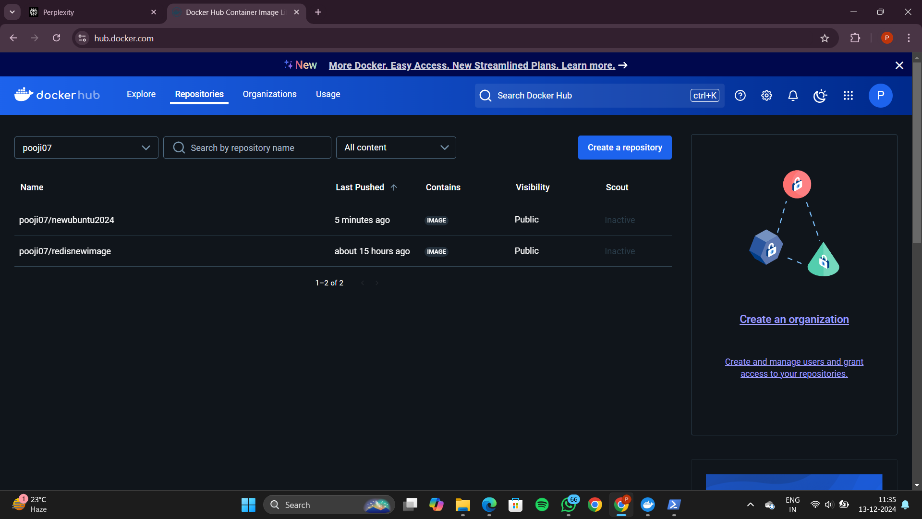 Perplexity
Docker Hub Container Image Li
hub.docker.com
P
New More Docker. Easy Access. New Streamlined Plans. Learn more. →
dockerhub Explore Repositories Organizations Usage Search Docker Hub ctrl+K P
pooji07 Search by repository name All content Create a repository
Name Last Pushed Contains Visibility Scout
pooji07/newubuntu2024 5 minutes ago IMAGE Public Inactive
pooji07/redisnewimage about 15 hours ago IMAGE Public Inactive
1–2 of 2
Create an organization
Create and manage users and grant
access to your repositories.
1 23°C
Haze
Search
P
ENG
IN
11:35
13-12-2024